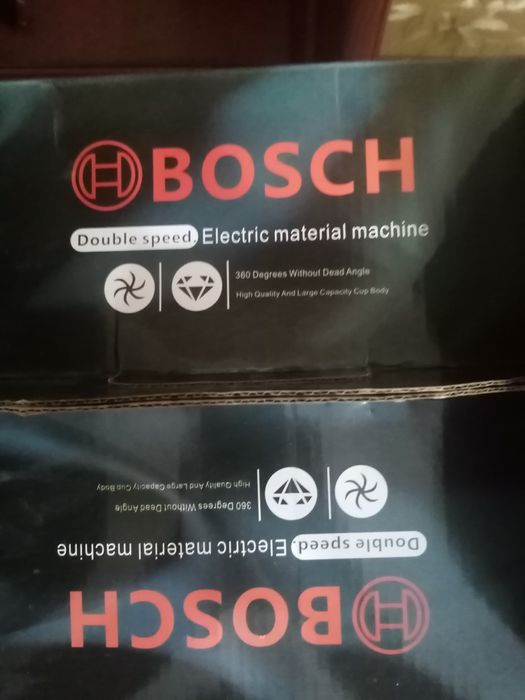 BOSCH
Double speed. Electric material machine
360 Degrees Without Dead Angle
High Quality And Large Capacity Cup Body
High Quality And Large Capacity Cup Body
360 Degrees Without Dead Angle
Double speed. Electric material machine
BOSCH